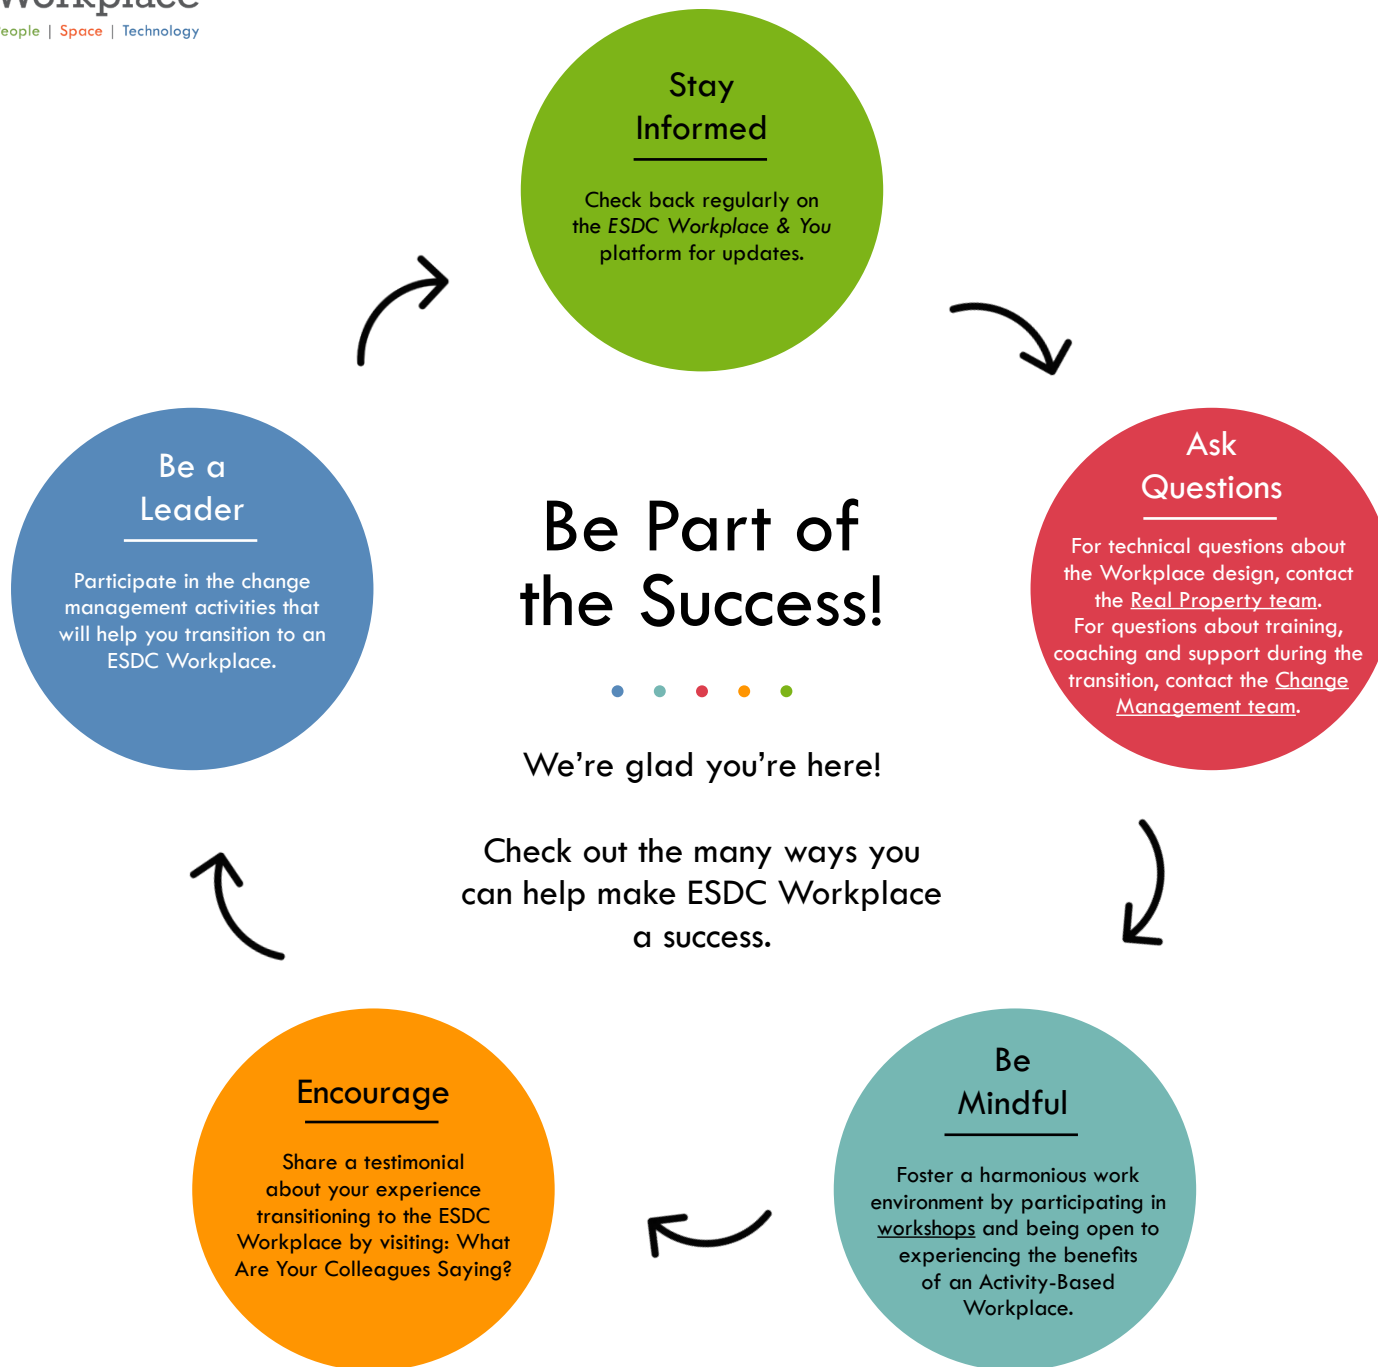 Workplace
People | Space | Technology
Stay
Informed
Check back regularly on
the ESDC Workplace & You
platform for updates.
Ask
Questions
For technical questions about
the Workplace design, contact
the Real Property team.
For questions about training,
coaching and support during the
transition, contact the Change
Management team.
Be
Mindful
Foster a harmonious work
environment by participating in
workshops and being open to
experiencing the benefits
of an Activity-Based
Workplace.
Encourage
Share a testimonial
about your experience
transitioning to the ESDC
Workplace by visiting: What
Are Your Colleagues Saying?
Be a
Leader
Participate in the change
management activities that
will help you transition to an
ESDC Workplace.
Be Part of
the Success!
We're glad you're here!
Check out the many ways you
can help make ESDC Workplace
a success.